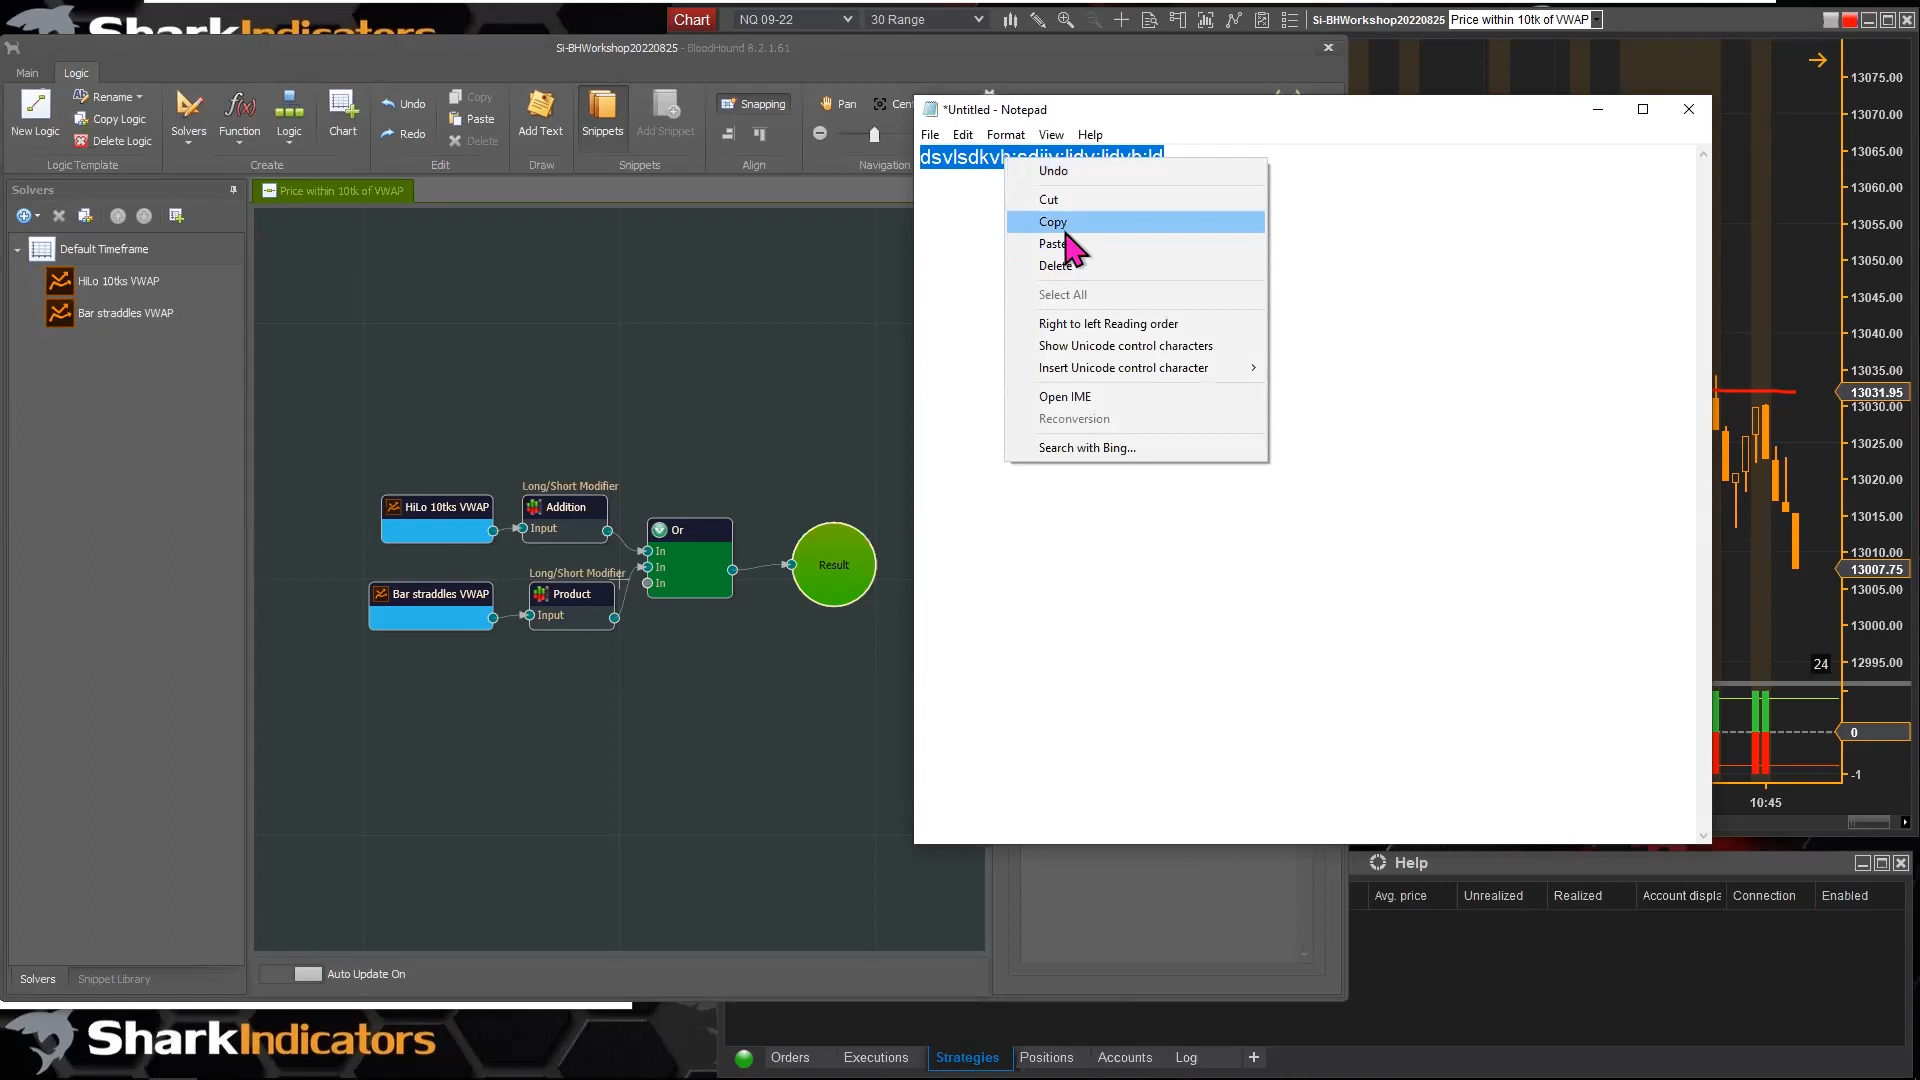 SharkIndicators
Chart
NQ 09-22
30 Range
Si-BHWorkshop20220825
Price within 10tk of VWAP
Si-BHWorkshop20220825 - BloodHound 8.2.1.61
Main
Logic
New Logic
Rename
Copy Logic
Delete Logic
Logic Template
Solvers
Function
Logic
Chart
Create
Undo
Redo
Copy
Paste
Delete
Edit
Add Text
Draw
Snippets
Add Snippet
Snippets
Snapping
Align
Pan
Cent
Navigation
Solvers
Default Timeframe
HiLo 10tks VWAP
Bar straddles VWAP
Price within 10tk of VWAP
HiLo 10tks VWAP
Long/Short Modifier
Addition
Input
Bar straddles VWAP
Long/Short Modifier
Product
Input
Or
In
In
In
Result
Solvers
Snippet Library
Auto Update On
*Untitled - Notepad
File
Edit
Format
View
Help
Undo
Cut
Copy
Paste
Delete
Select All
Right to left Reading order
Show Unicode control characters
Insert Unicode control character
Open IME
Reconversion
Search with Bing...
13075.00
13070.00
13065.00
13060.00
13055.00
13050.00
13045.00
13040.00
13035.00
13031.95
13030.00
13025.00
13020.00
13015.00
13010.00
13007.75
13005.00
13000.00
12995.00
24
0
-1
10:45
Help
Avg. price
Unrealized
Realized
Account displa
Connection
Enabled
Orders
Executions
Strategies
Positions
Accounts
Log
SharkIndicators